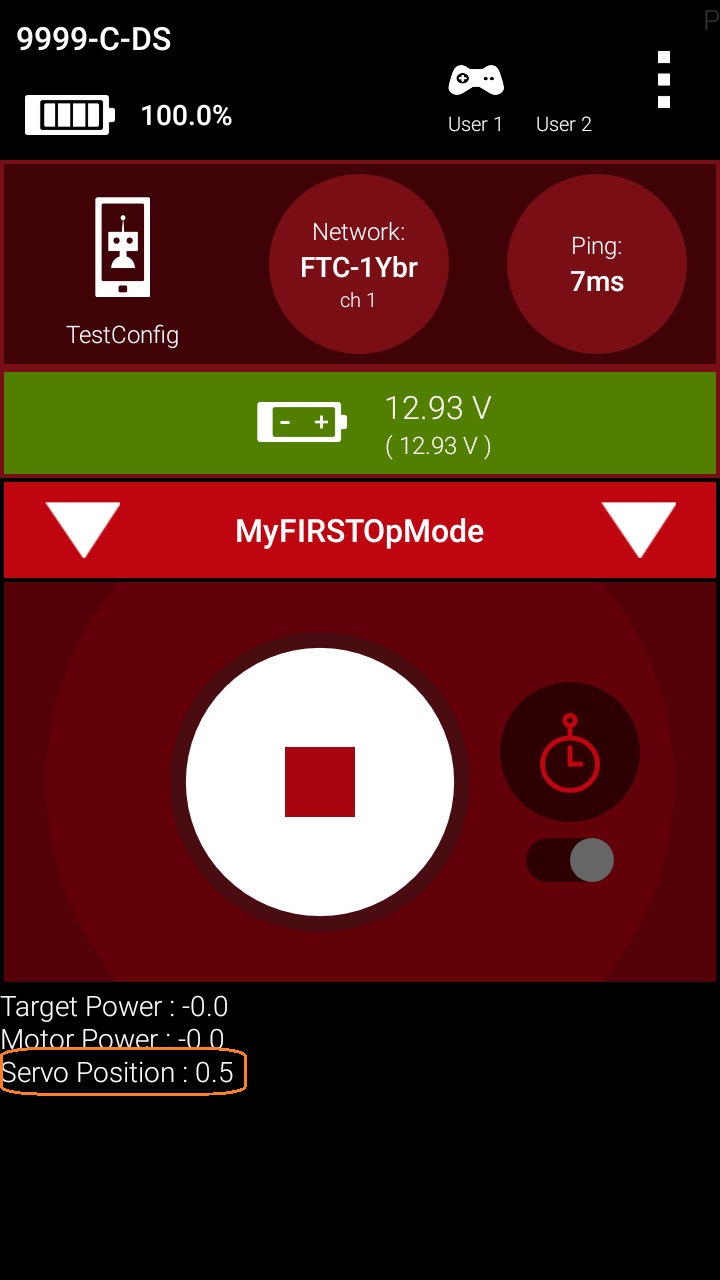 P
9999-C-DS
100.0%
User 1 User 2
Network:
FTC-1Ybr
ch 1
Ping:
7ms
TestConfig
12.93 V
( 12.93 V )
MyFIRSTOpMode
Target Power : -0.0
Motor Power : -0.0
Servo Position : 0.5